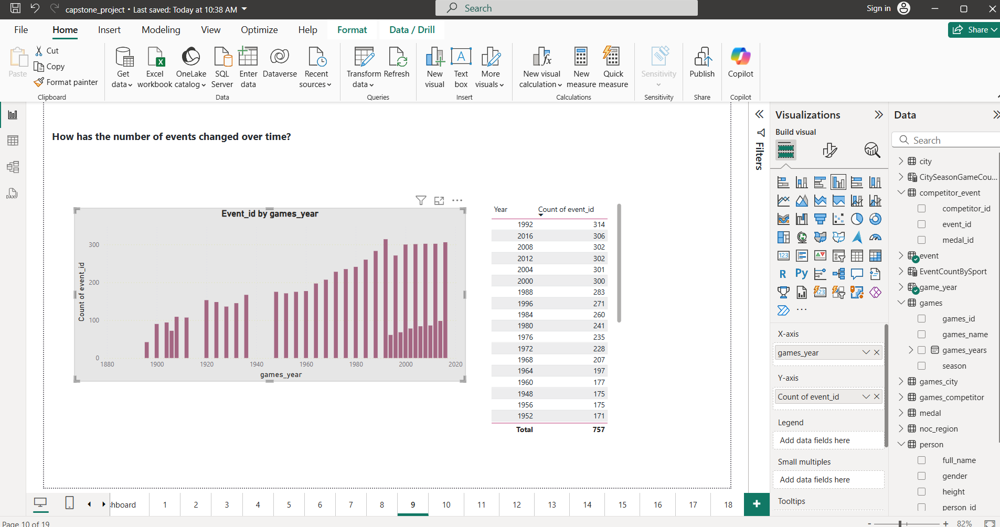 capstone_project • Last saved: Today at 10:38 AM
Search
Sign in
File Home Insert Modeling View Optimize Help Format Data / Drill
Share
Paste
Cut
Copy
Format painter
Clipboard
Get data
Excel workbook
OneLake catalog
SQL Server
Enter data
Dataverse
Recent sources
Data
Transform data
Refresh
Queries
New visual
A
Text box
More visuals
Insert
New visual calculation
New measure
Quick measure
Calculations
Sensitivity
Sensitivity
Publish
Share
Copilot
Copilot
DAX
How has the number of events changed over time?
Event_id by games_year
Count of event_id
300
200
100
0
1880 1900 1920 1940 1960 1980 2000 2020
games_year
Year Count of event_id
1992 314
2016 306
2008 302
2012 302
2004 301
2000 300
1988 283
1996 271
1984 260
1980 241
1976 235
1972 228
1968 207
1964 197
1960 177
1948 175
1956 175
1952 171
Total 757
Filters
Visualizations
Build visual
123
R Py
123
X-axis
games_year
Y-axis
Count of event_id
Legend
Add data fields here
Small multiples
Add data fields here
Tooltips
Data
Search
city
CitySeasonGameCou...
competitor_event
competitor_id
event_id
medal_id
event
EventCountBySport
game_year
games
games_id
games_name
games_years
season
games_city
games_competitor
medal
noc_region
person
full_name
gender
height
person_id
shboard 1 2 3 4 5 6 7 8 9 10 11 12 13 14 15 16 17 18
Page 10 of 19
- + 82%